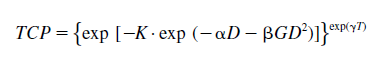 TCP = {exp [−K · exp (−αD − βGD²)]}^exp(γT)